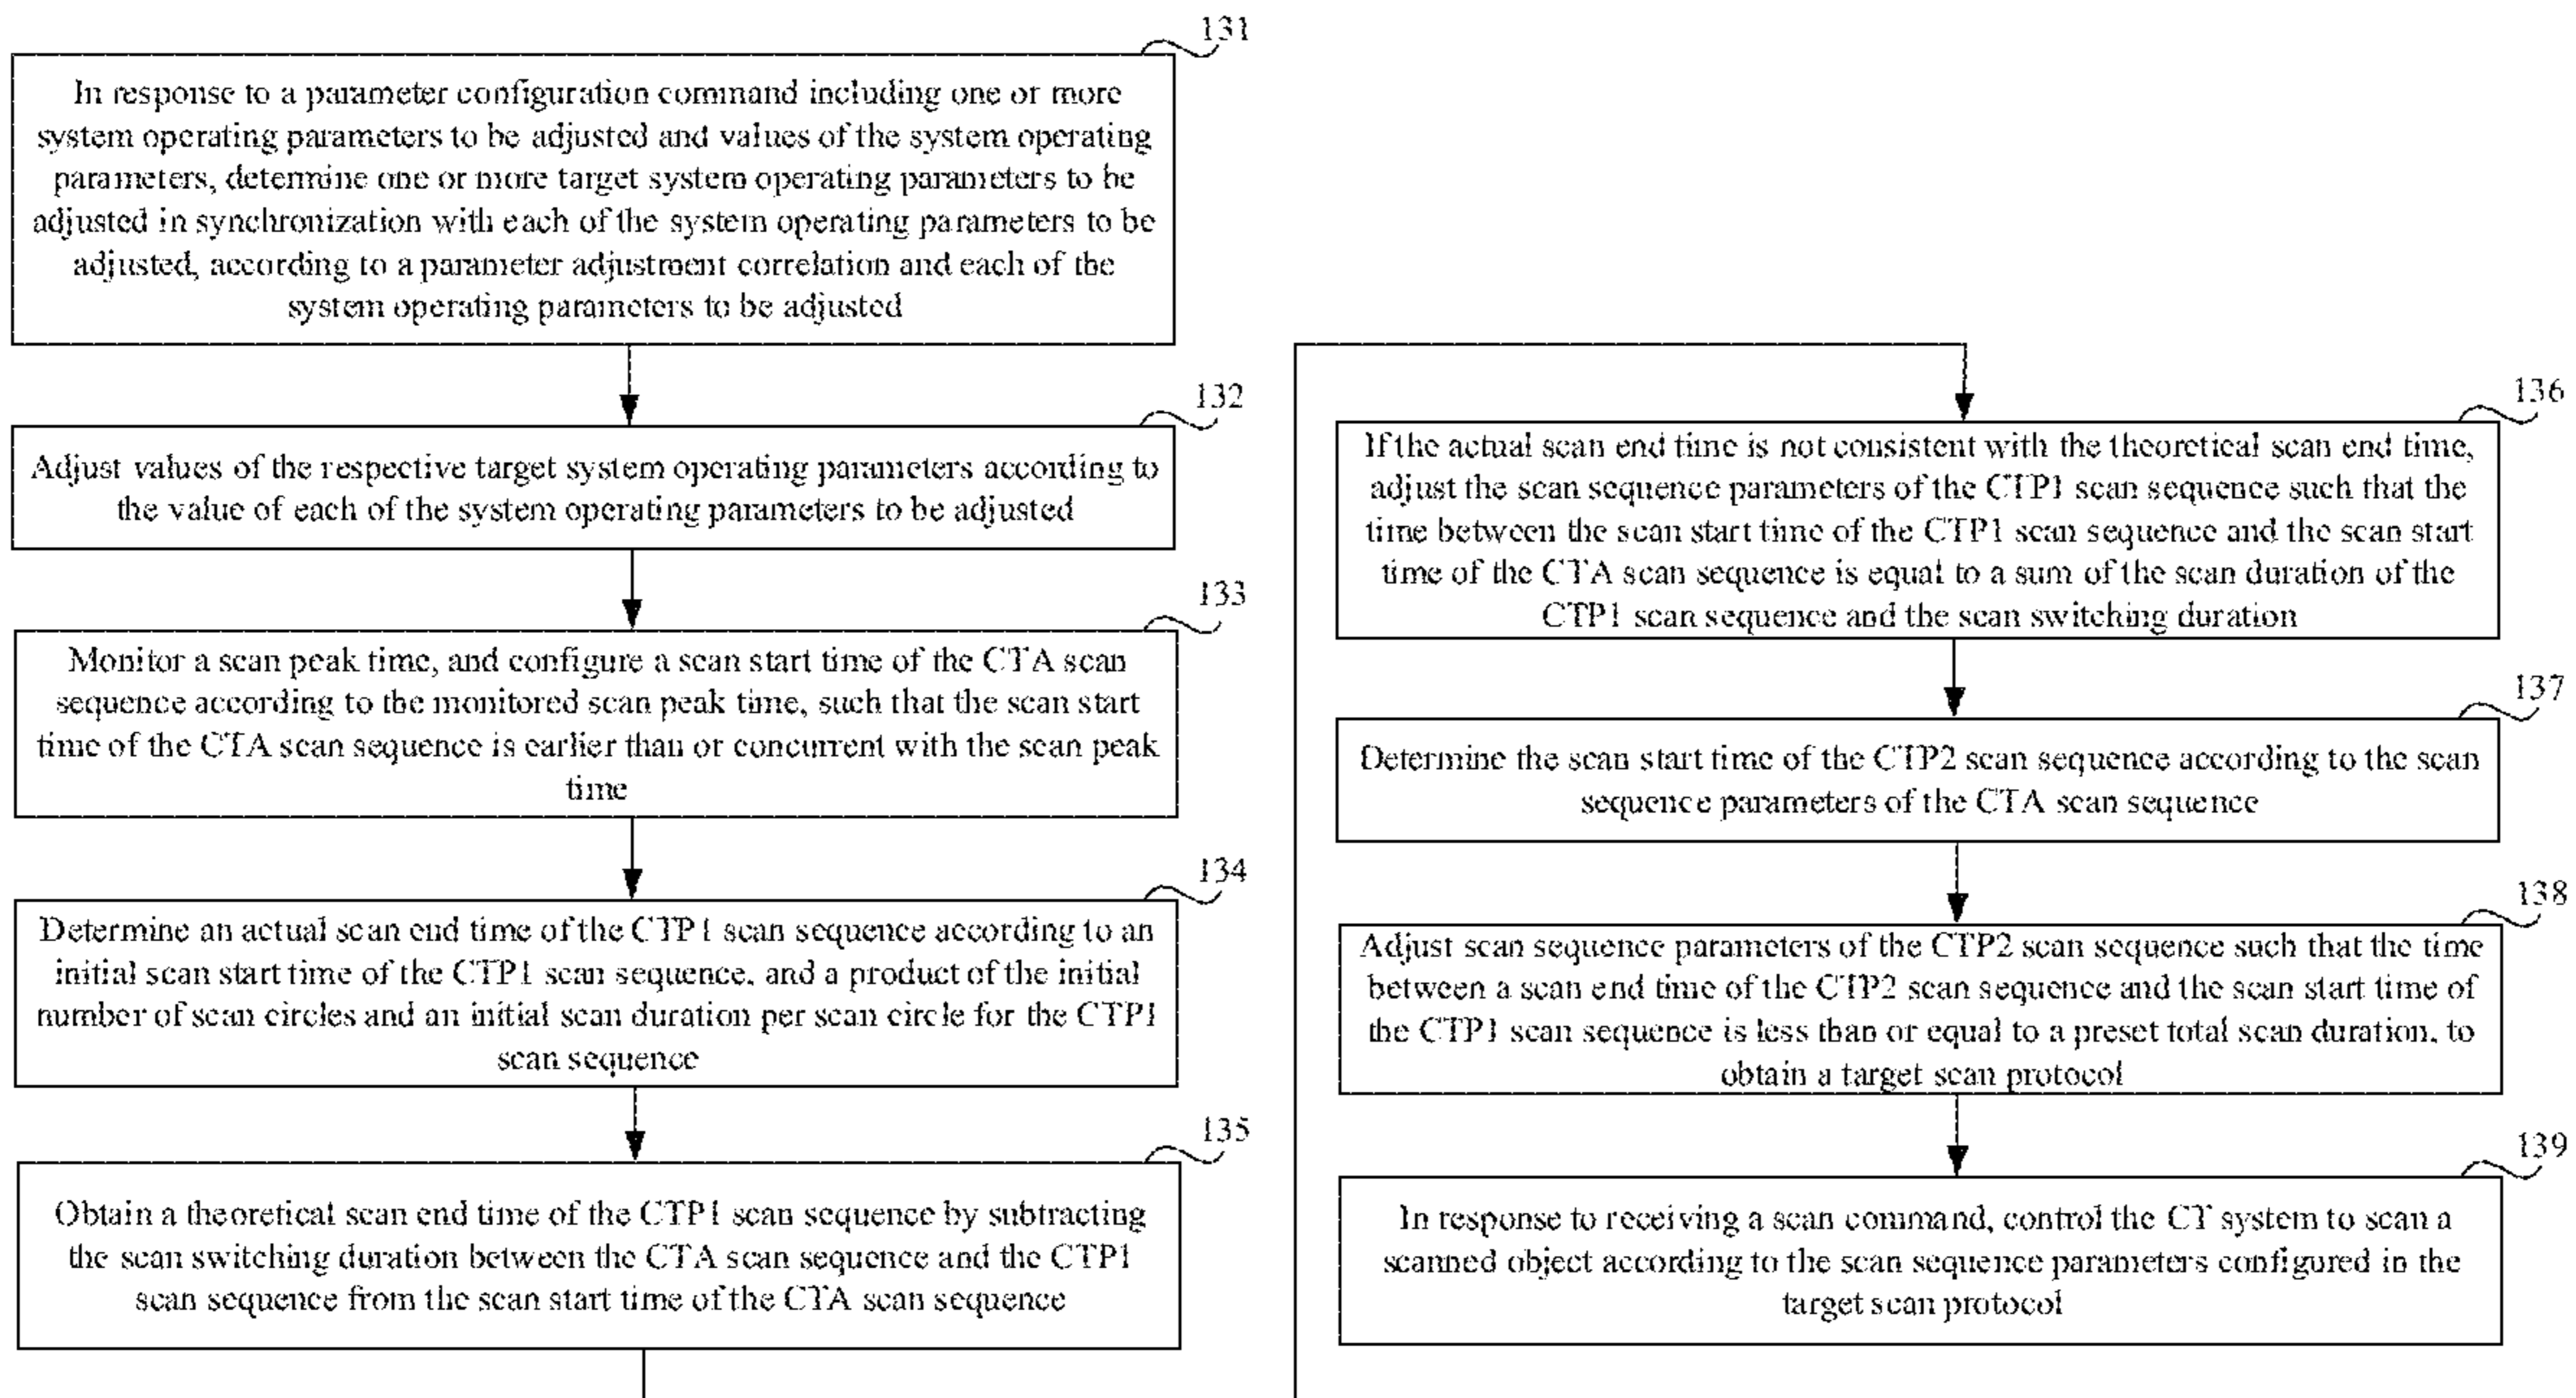 131
In response to a parameter configuration command including one or more
system operating parameters to be adjusted and values of the system operating
parameters, determine one or more target system operating parameters to be
adjusted in synchronization with each of the system operating parameters to be
adjusted, according to a parameter adjustment correlation and each of the
system operating parameters to be adjusted
132
Adjust values of the respective target system operating parameters according to
the value of each of the system operating parameters to be adjusted
133
Monitor a scan peak time, and configure a scan start time of the CTA scan
sequence according to the monitored scan peak time, such that the scan start
time of the CTA scan sequence is earlier than or concurrent with the scan peak
time
134
Determine an actual scan end time of the CTP1 scan sequence according to an
initial scan start time of the CTP1 scan sequence, and a product of the initial
number of scan circles and an initial scan duration per scan circle for the CTP1
scan sequence
135
Obtain a theoretical scan end time of the CTP1 scan sequence by subtracting
the scan switching duration between the CTA scan sequence and the CTP1
scan sequence from the scan start time of the CTA scan sequence
136
If the actual scan end time is not consistent with the theoretical scan end time,
adjust the scan sequence parameters of the CTP1 scan sequence such that the
time between the scan start time of the CTP1 scan sequence and the scan start
time of the CTA scan sequence is equal to a sum of the scan duration of the
CTP1 scan sequence and the scan switching duration
137
Determine the scan start time of the CTP2 scan sequence according to the scan
sequence parameters of the CTA scan sequence
138
Adjust scan sequence parameters of the CTP2 scan sequence such that the time
between a scan end time of the CTP2 scan sequence and the scan start time of
the CTP1 scan sequence is less than or equal to a preset total scan duration, to
obtain a target scan protocol
139
In response to receiving a scan command, control the CT system to scan a
scanned object according to the scan sequence parameters configured in the
target scan protocol